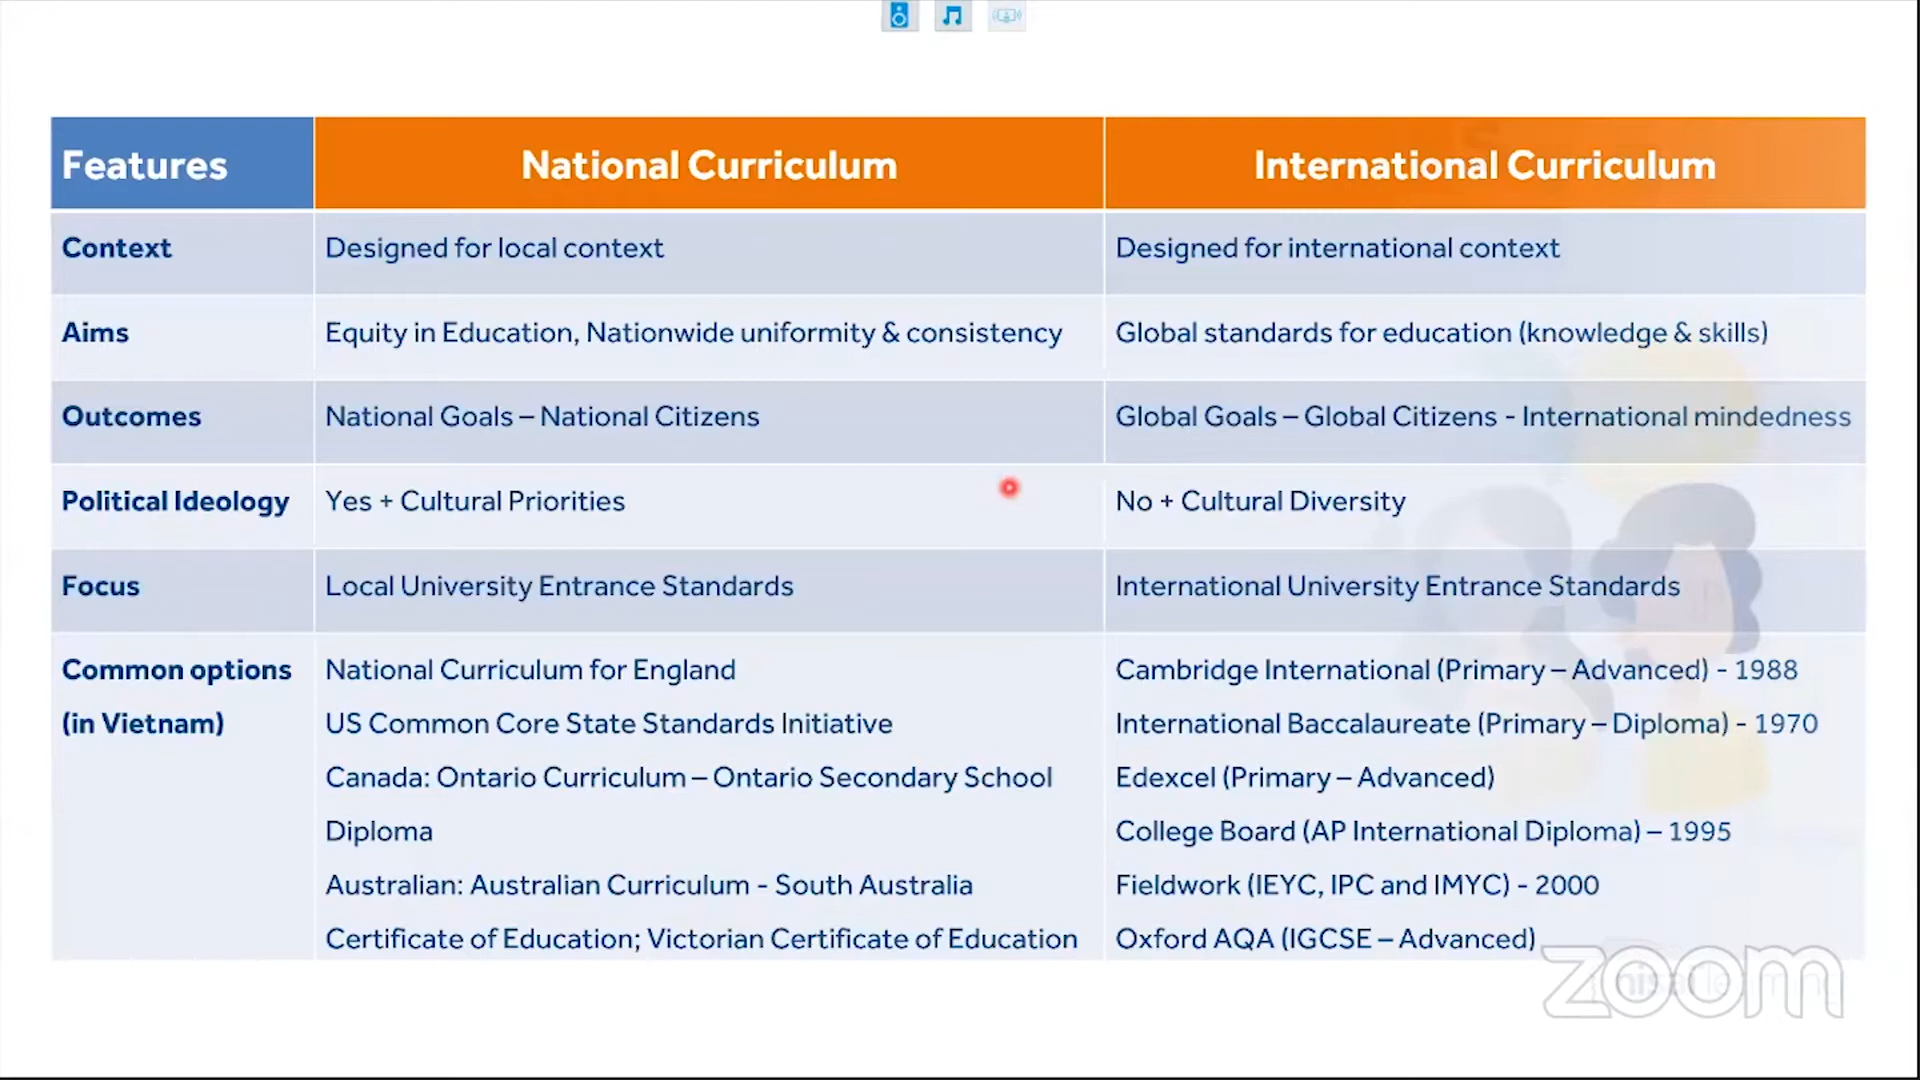 Features National Curriculum International Curriculum
Context Designed for local context Designed for international context
Aims Equity in Education, Nationwide uniformity & consistency Global standards for education (knowledge & skills)
Outcomes National Goals – National Citizens Global Goals – Global Citizens - International mindedness
Political Ideology Yes + Cultural Priorities No + Cultural Diversity
Focus Local University Entrance Standards International University Entrance Standards
Common options National Curriculum for England Cambridge International (Primary – Advanced) - 1988
(in Vietnam) US Common Core State Standards Initiative International Baccalaureate (Primary – Diploma) - 1970
Canada: Ontario Curriculum – Ontario Secondary School Edexcel (Primary – Advanced)
Diploma College Board (AP International Diploma) – 1995
Australian: Australian Curriculum - South Australia Fieldwork (IEYC, IPC and IMYC) - 2000
Certificate of Education; Victorian Certificate of Education Oxford AQA (IGCSE – Advanced)
zoom